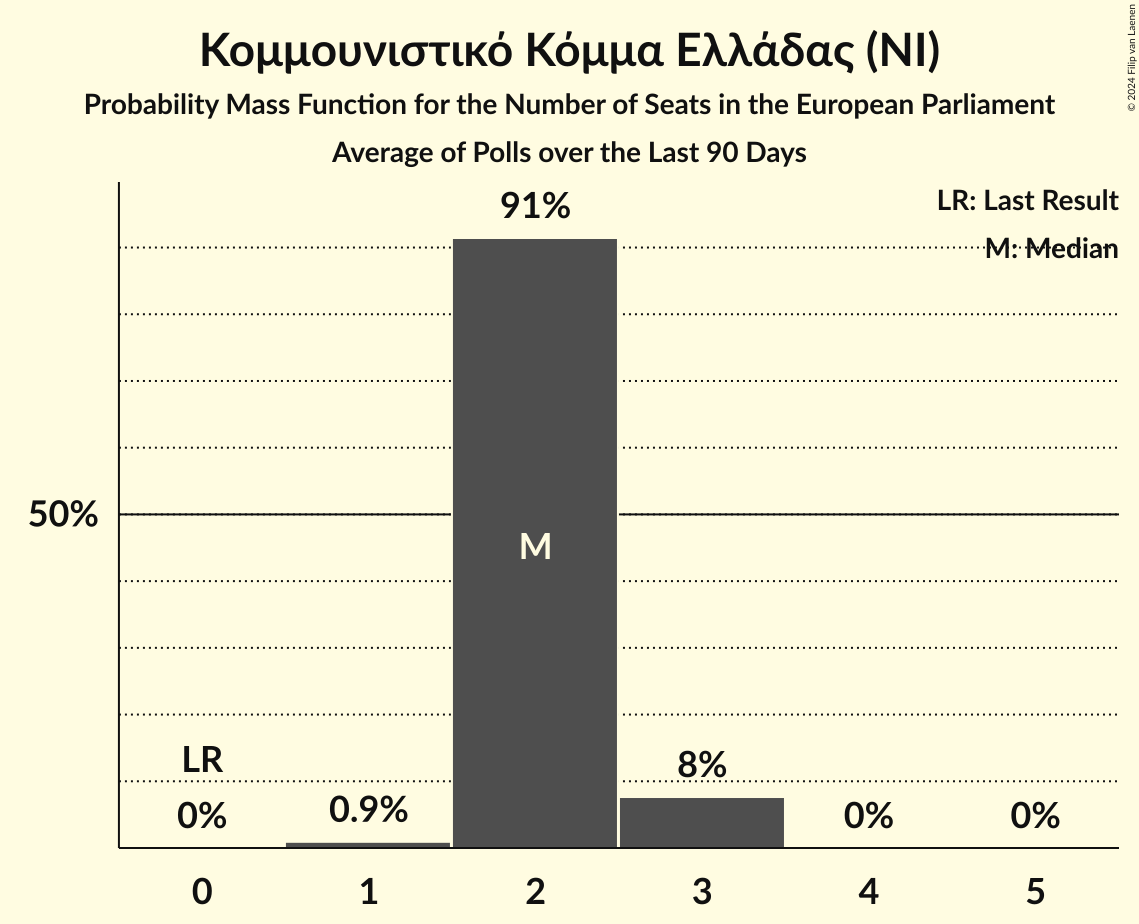 Κομμουνιστικό Κόμμα Ελλάδας (NI)
Probability Mass Function for the Number of Seats in the European Parliament
Average of Polls over the Last 90 Days
© 2024 Filip van Laenen
LR: Last Result
M: Median
91%
50%
M
LR
0%
0.9%
8%
0%
0%
0 1 2 3 4 5